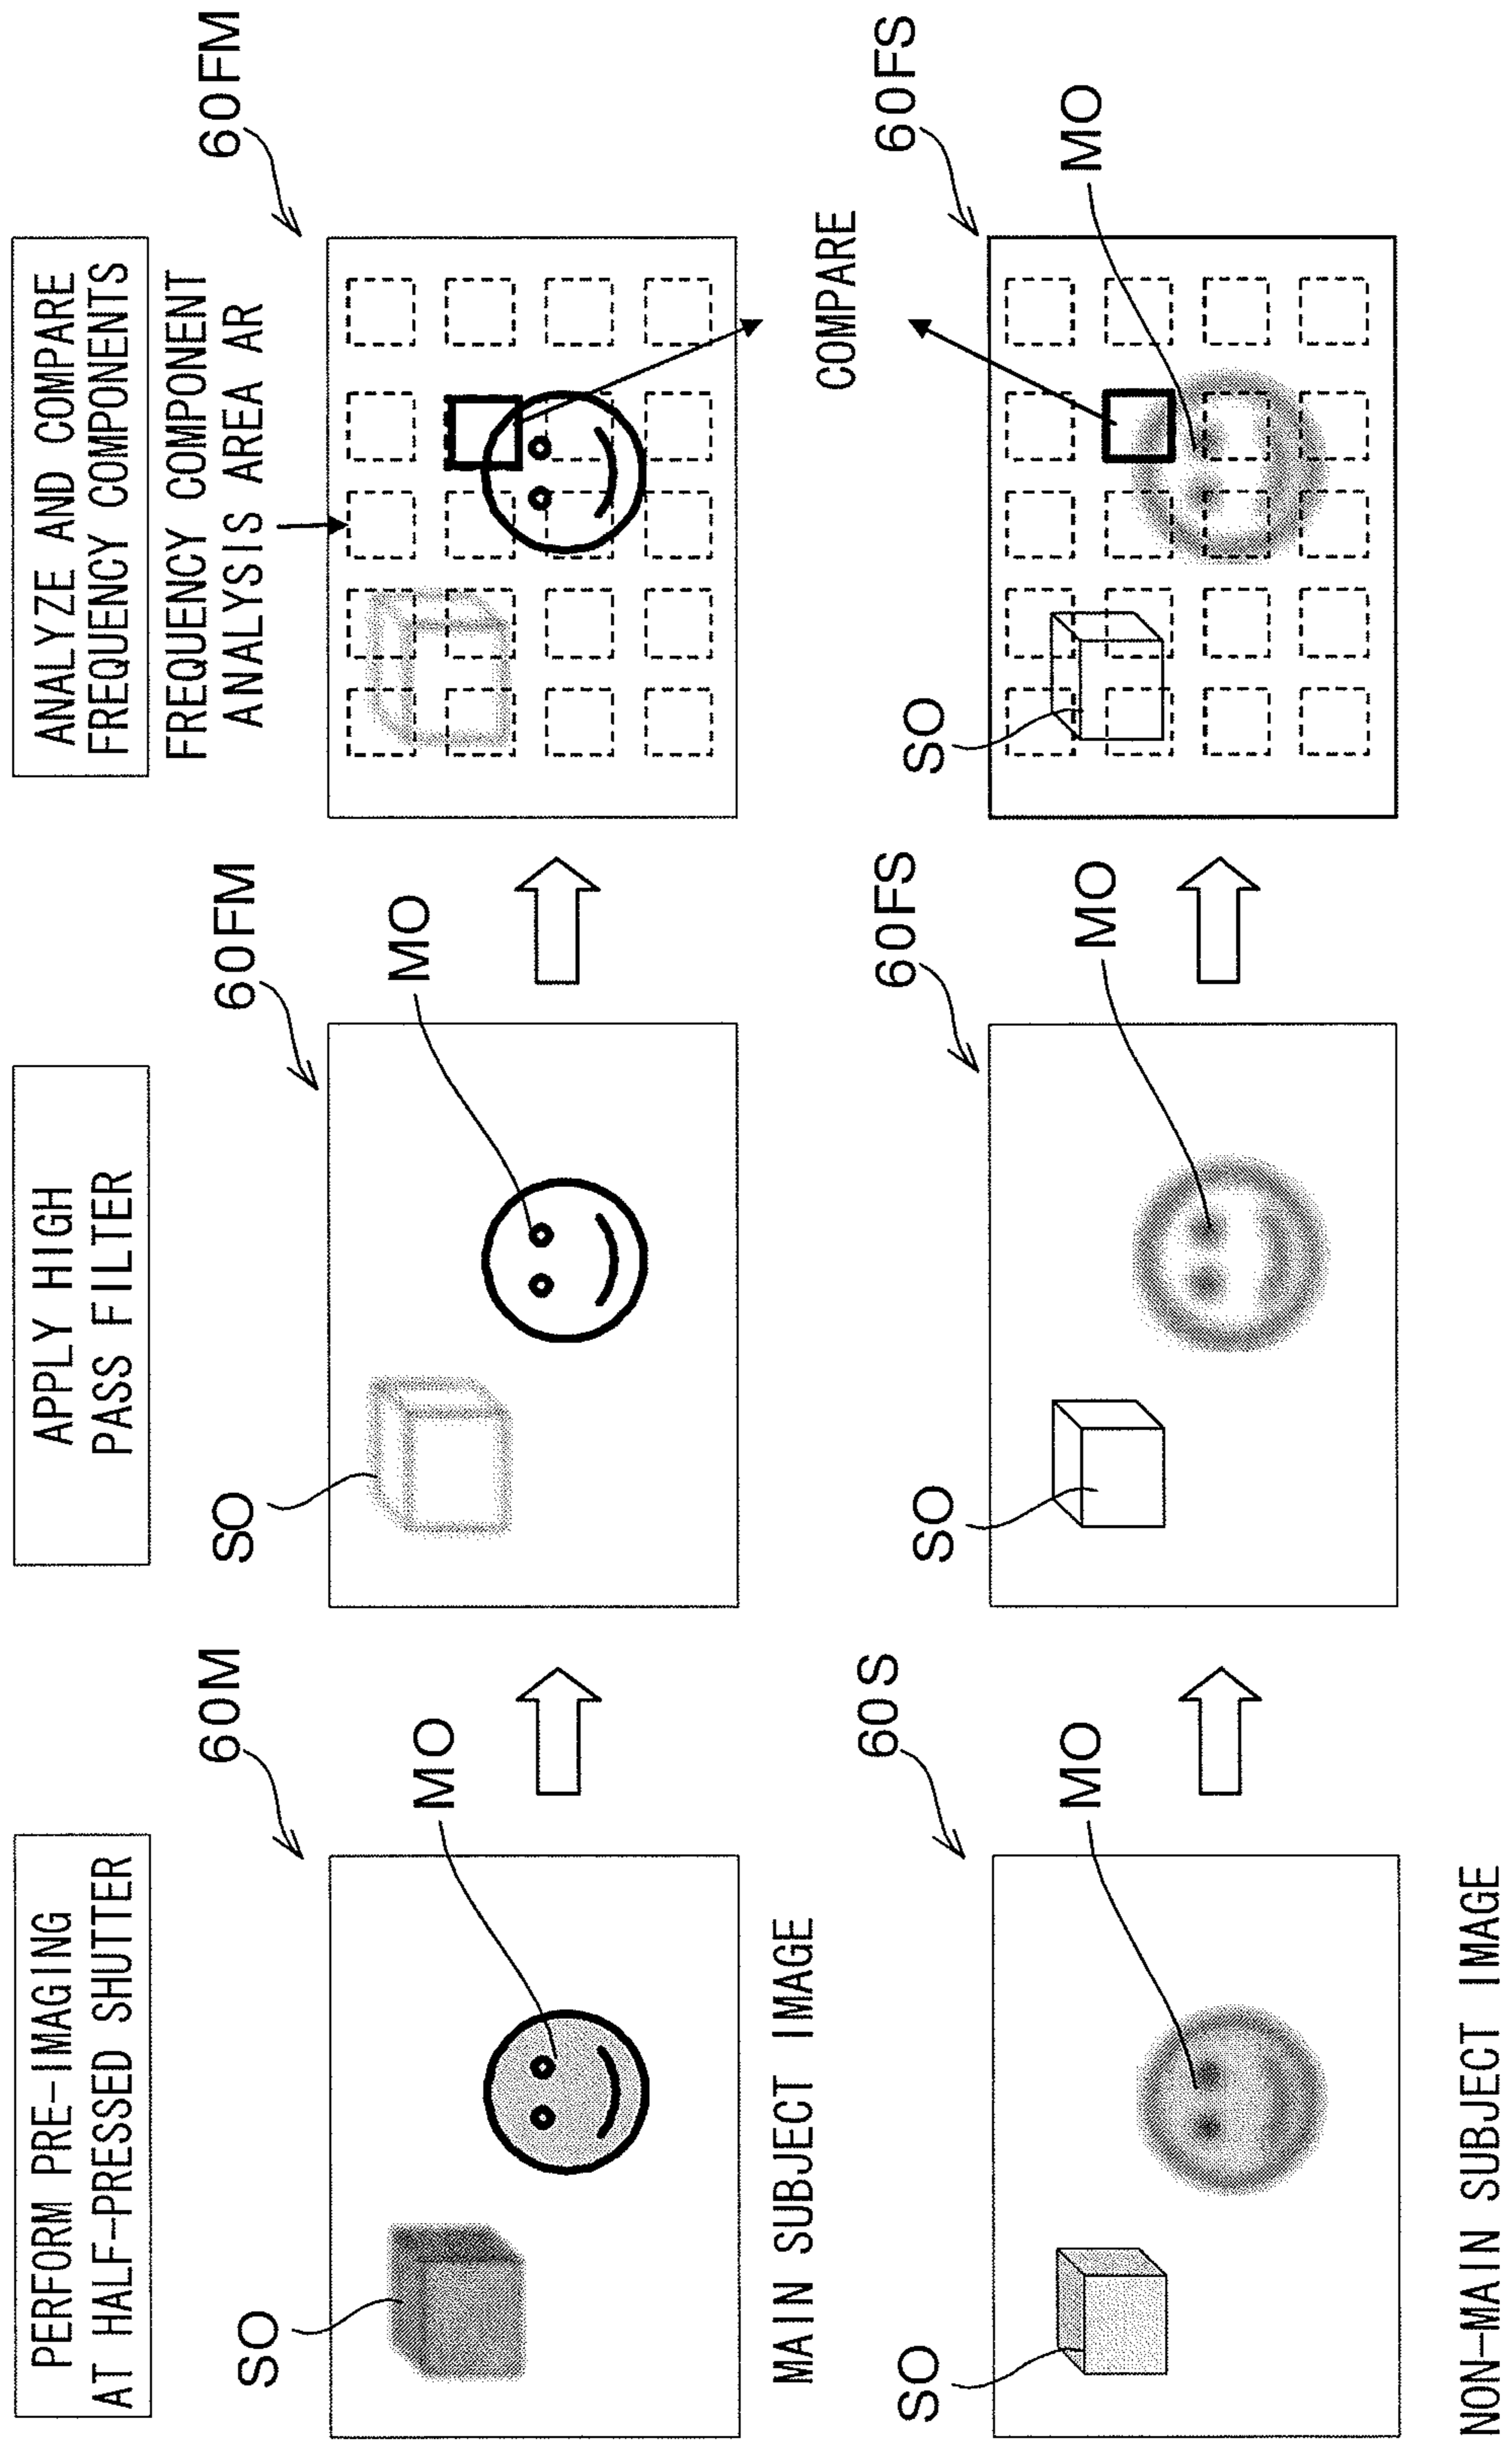 PERFORM PRE-IMAGING
AT HALF-PRESSED SHUTTER
APPLY HIGH
PASS FILTER
ANALYZE AND COMPARE
FREQUENCY COMPONENTS
FREQUENCY COMPONENT
ANALYSIS AREA AR
60M
60FM
60FM
SO
MO
SO
MO
MAIN SUBJECT IMAGE
COMPARE
60S
60FS
60FS
SO
MO
SO
MO
SO
MO
NON-MAIN SUBJECT IMAGE